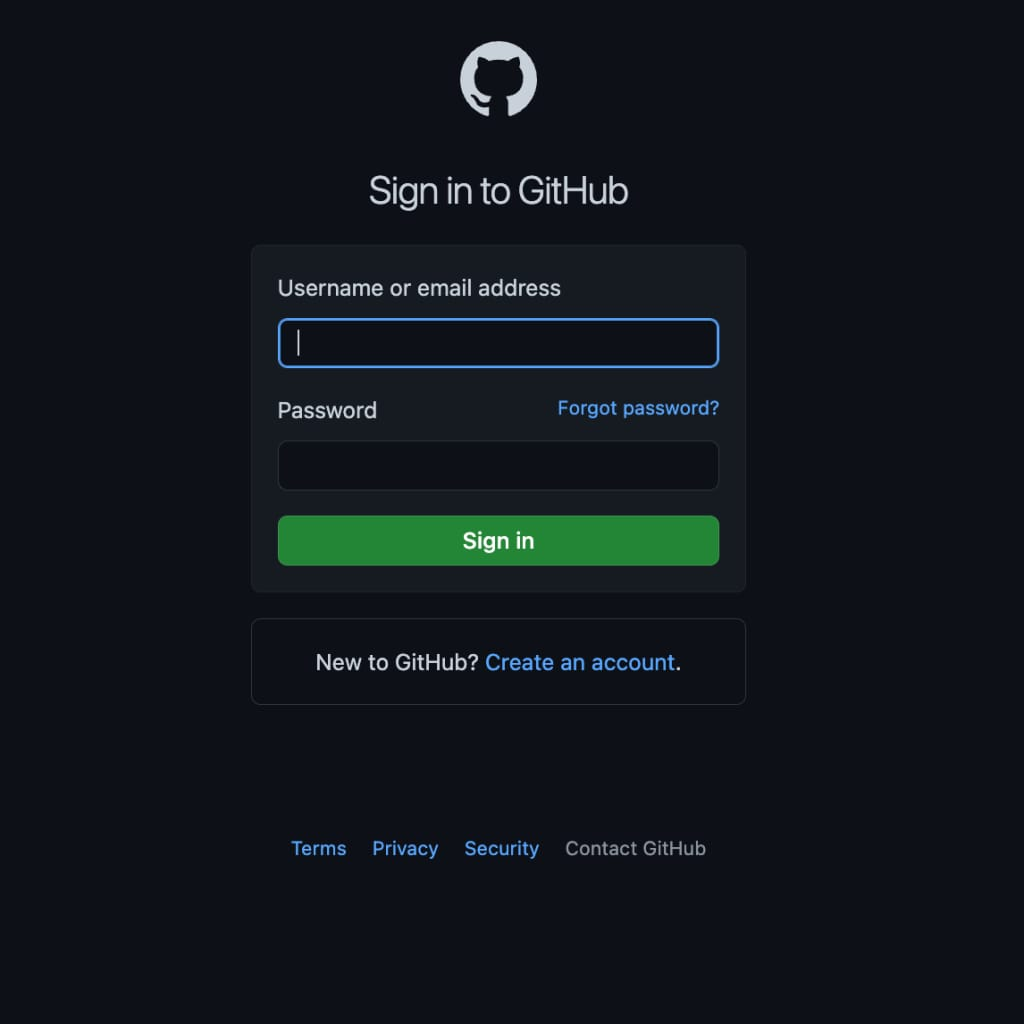 Sign in to GitHub
Username or email address
Password Forgot password?
Sign in
New to GitHub? Create an account.
Terms Privacy Security Contact GitHub